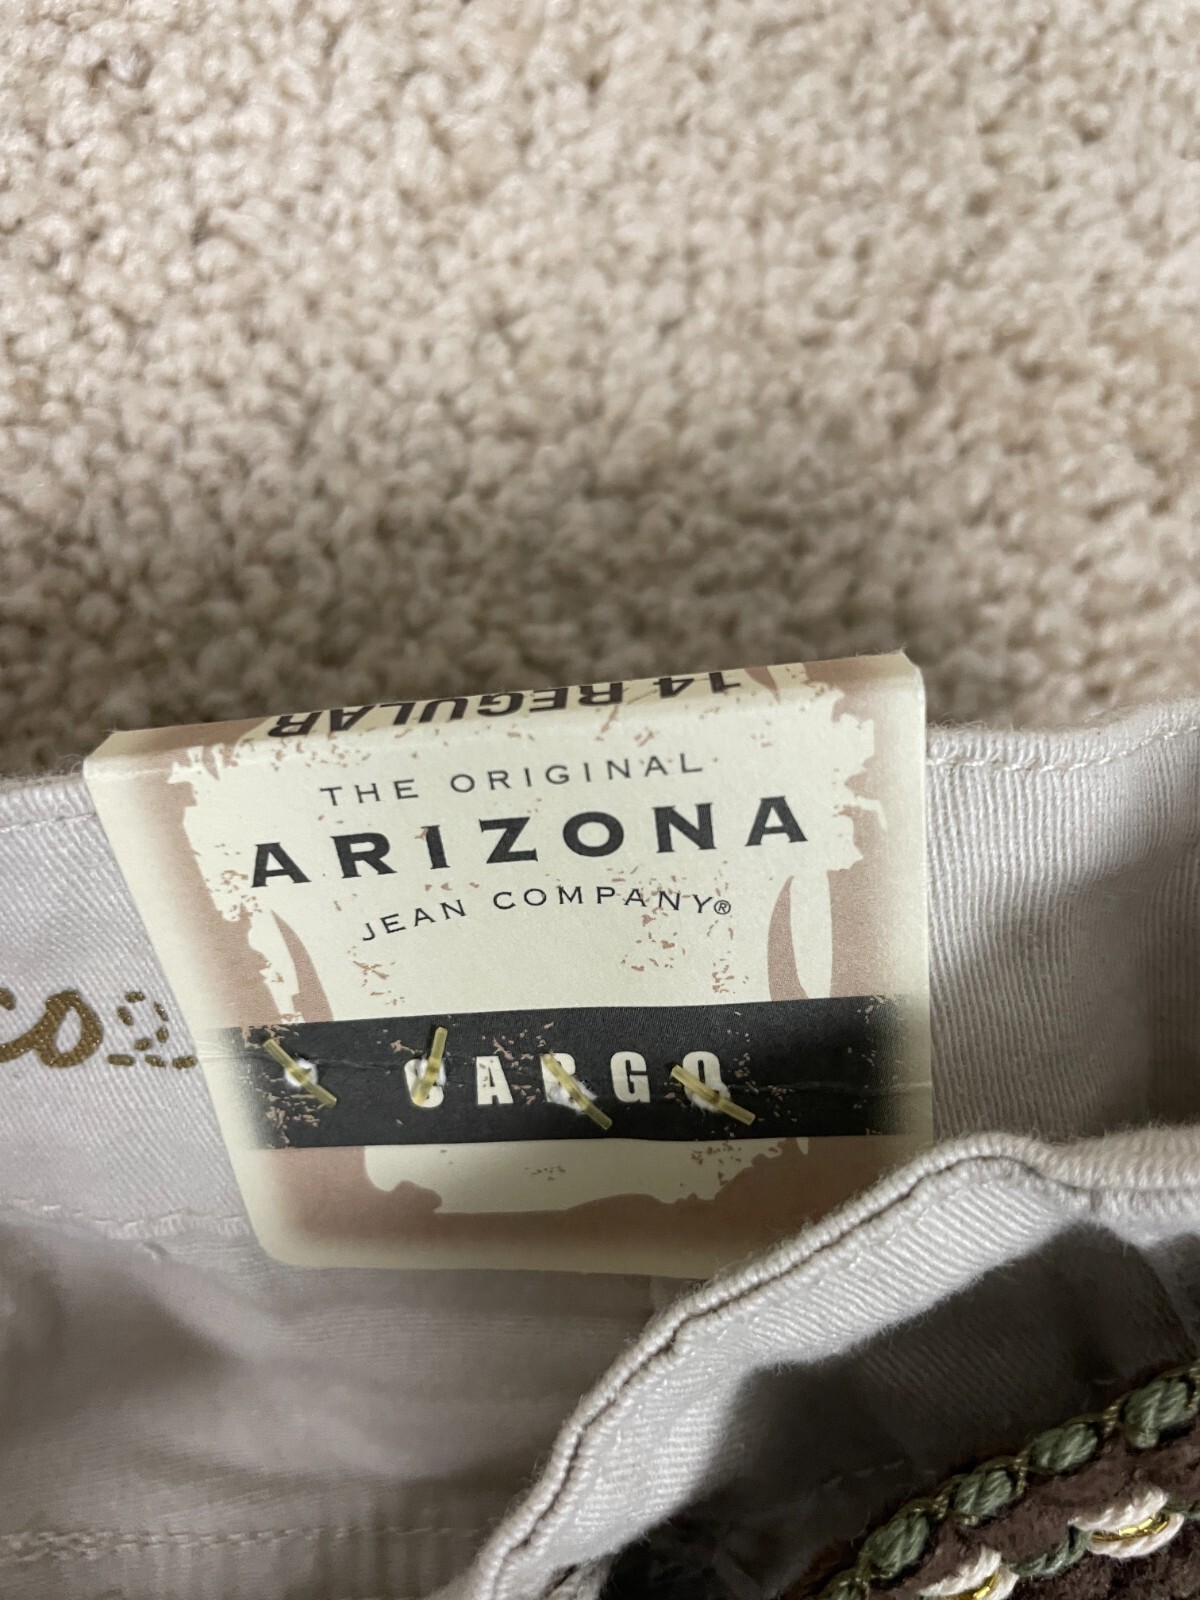 14 REGULAR
THE ORIGINAL
ARIZONA
JEAN COMPANY®
CARGO